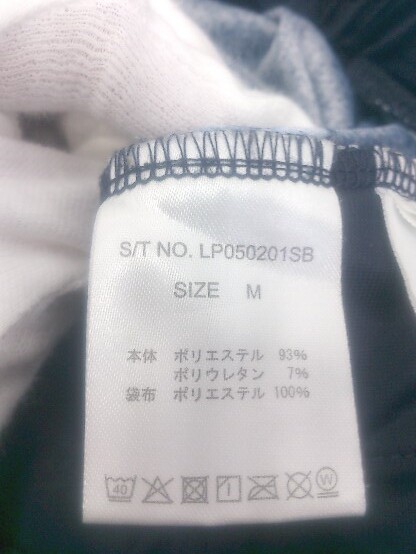 S/T NO. LP050201SB
SIZE M
本体 ポリエステル 93%
ポリウレタン 7%
袋布 ポリエステル 100%
40 W